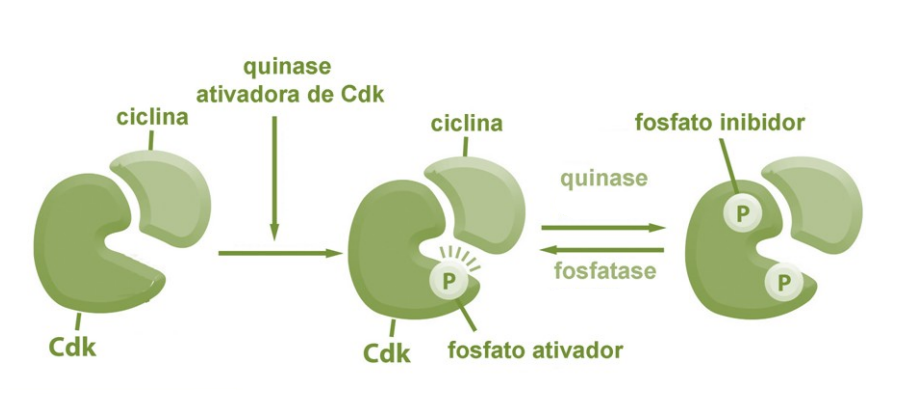 quinase
ativadora de Cdk
ciclina
ciclina
fosfato inibidor
quinase
fosfatase
P
P
P
Cdk
Cdk
fosfato ativador